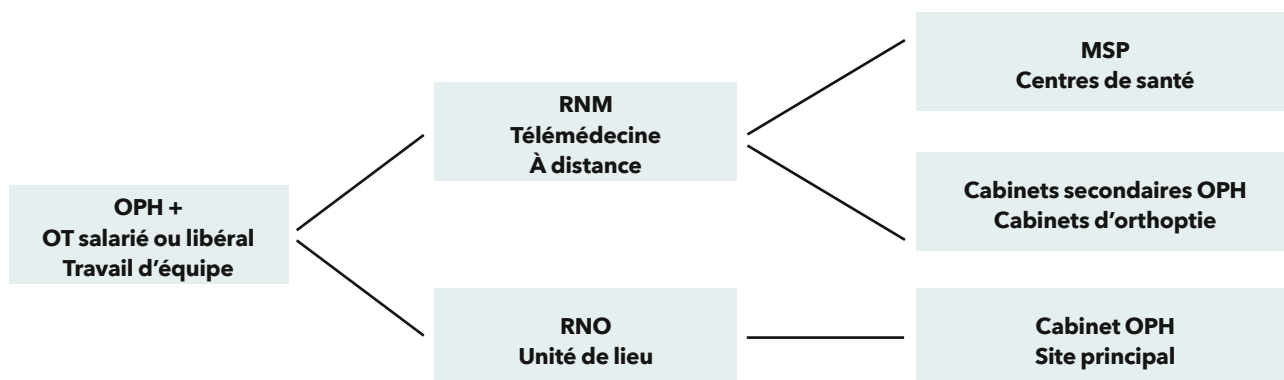 OPH +
OT salarié ou libéral
Travail d’équipe
RNM
Télémédecine
À distance
RNO
Unité de lieu
MSP
Centres de santé
Cabinets secondaires OPH
Cabinets d’orthoptie
Cabinet OPH
Site principal